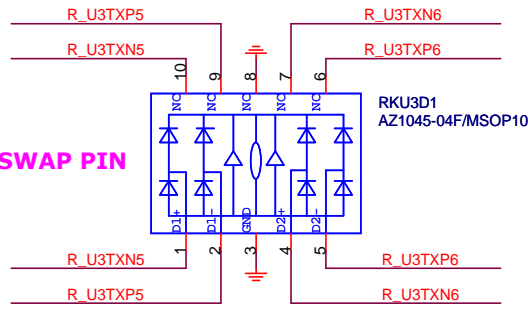 R_U3TXP5 R_U3TXN6
R_U3TXN5 R_U3TXP6
10 9 8 7 6
NC NC NC NC NC
RKU3D1
AZ1045-04F/MSOP10
SWAP PIN
D1+ D1- GND D2+ D2-
1 2 3 4 5
R_U3TXN5 R_U3TXP6
R_U3TXP5 R_U3TXN6